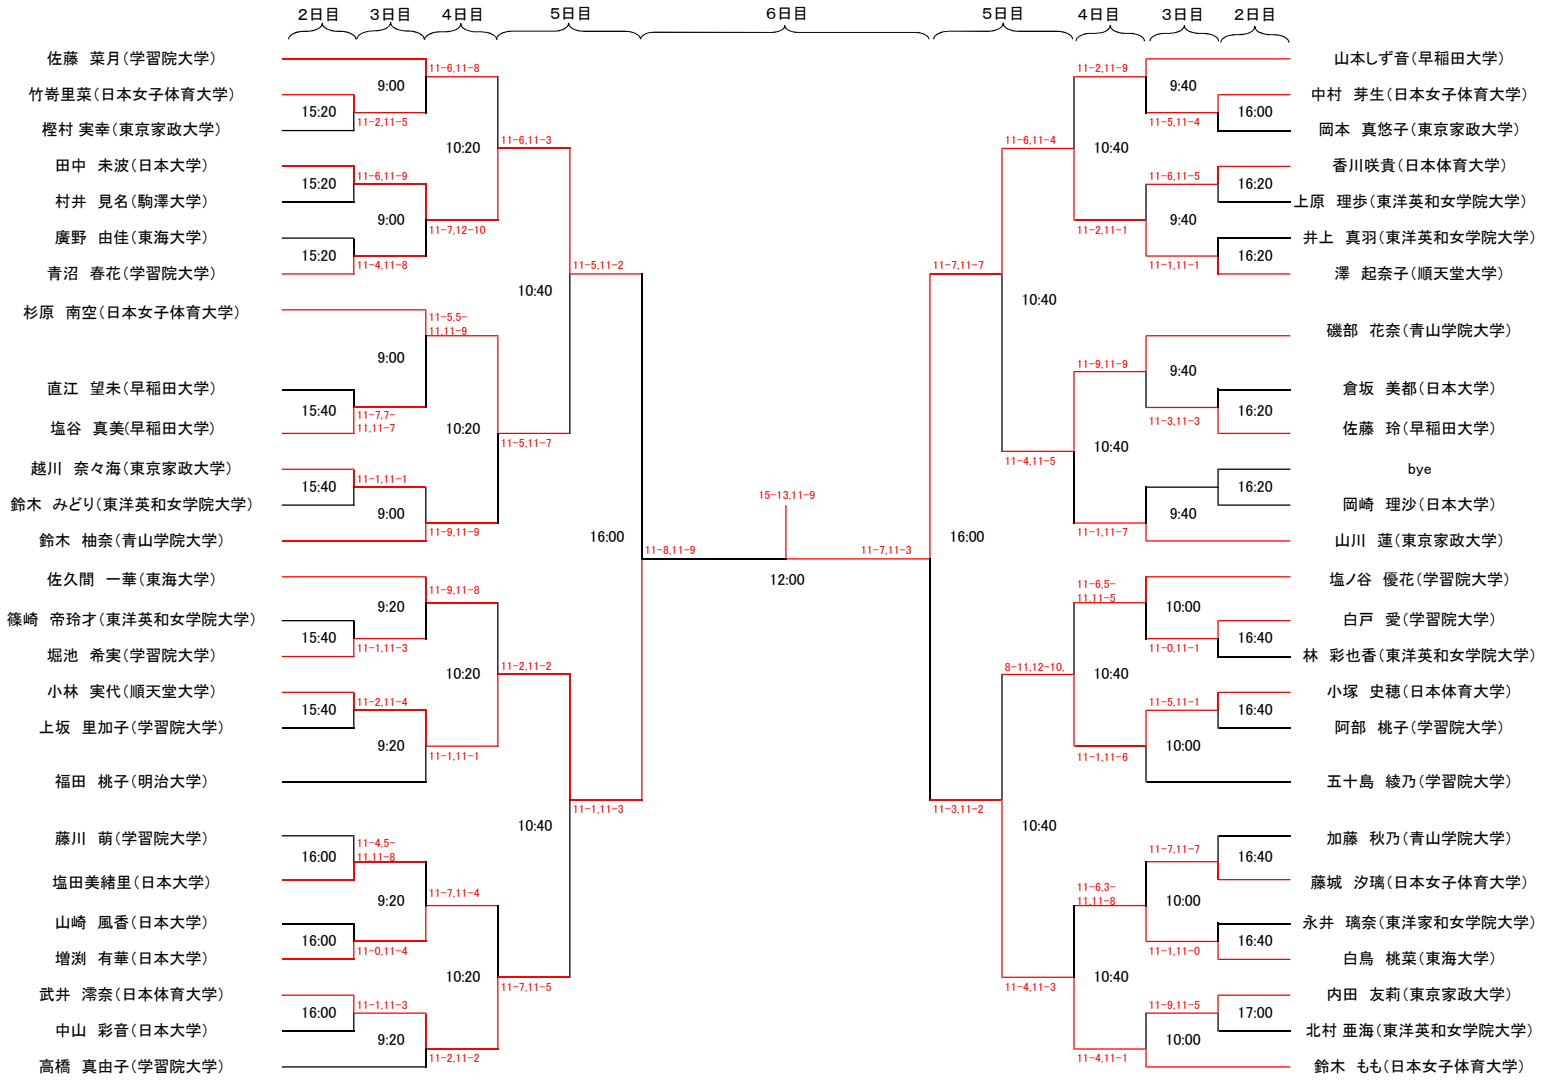 2日目 3日目 4日目 5日目 6日目 5日目 4日目 3日目 2日目
佐藤 菜月(学習院大学)
竹嵜里菜(日本女子体育大学)
樫村 実幸(東京家政大学)
田中 未波(日本大学)
村井 見名(駒澤大学)
廣野 由佳(東海大学)
青沼 春花(学習院大学)
杉原 南空(日本女子体育大学)
直江 望未(早稲田大学)
塩谷 真美(早稲田大学)
越川 奈々海(東京家政大学)
鈴木 みどり(東洋英和女学院大学)
鈴木 柚奈(青山学院大学)
佐久間 一華(東海大学)
篠崎 帝玲才(東洋英和女学院大学)
堀池 希実(学習院大学)
小林 実代(順天堂大学)
上坂 里加子(学習院大学)
福田 桃子(明治大学)
藤川 萌(学習院大学)
塩田美緒里(日本大学)
山崎 風香(日本大学)
増渕 有華(日本大学)
武井 澪奈(日本体育大学)
中山 彩音(日本大学)
高橋 真由子(学習院大学)
15:20
15:20
15:20
15:40
15:40
15:40
15:40
16:00
16:00
16:00
11-2,11-5
11-6,11-9
11-4,11-8
11-7,7-
11,11-7
11-1,11-1
11-1,11-3
11-2,11-4
11-4,5-
11,11-8
11-0,11-4
11-1,11-3
9:00
9:00
9:00
9:00
9:20
9:20
9:20
9:20
11-6,11-8
11-7,12-10
11-5,5-
11,11-9
11-9,11-9
11-9,11-8
11-1,11-1
11-7,11-4
11-2,11-2
10:20
10:20
10:20
10:20
11-6,11-3
11-5,11-7
11-2,11-2
11-7,11-5
10:40
10:40
11-5,11-2
11-1,11-3
16:00
11-8,11-9
15-13,11-9
12:00
11-7,11-3
16:00
11-7,11-7
11-3,11-2
10:40
10:40
11-6,11-4
11-4,11-5
8-11,12-10,
11-4,11-3
10:40
10:40
10:40
10:40
11-2,11-9
11-2,11-1
11-9,11-9
11-1,11-7
11-6,5-
11,11-5
11-1,11-6
11-6,3-
11,11-8
11-4,11-1
9:40
9:40
9:40
9:40
10:00
10:00
10:00
10:00
11-5,11-4
11-6,11-5
11-1,11-1
11-3,11-3
11-0,11-1
11-5,11-1
11-7,11-7
11-1,11-0
11-9,11-5
16:00
16:20
16:20
16:20
16:20
16:40
16:40
16:40
16:40
17:00
山本しず音(早稲田大学)
中村 芽生(日本女子体育大学)
岡本 真悠子(東京家政大学)
香川咲貴(日本体育大学)
上原 理歩(東洋英和女学院大学)
井上 真羽(東洋英和女学院大学)
澤 起奈子(順天堂大学)
磯部 花奈(青山学院大学)
倉坂 美都(日本大学)
佐藤 玲(早稲田大学)
bye
岡崎 理沙(日本大学)
山川 蓮(東京家政大学)
塩ノ谷 優花(学習院大学)
白戸 愛(学習院大学)
林 彩也香(東洋英和女学院大学)
小塚 史穂(日本体育大学)
阿部 桃子(学習院大学)
五十島 綾乃(学習院大学)
加藤 秋乃(青山学院大学)
藤城 汐璃(日本女子体育大学)
永井 璃奈(東洋家和女学院大学)
白鳥 桃菜(東海大学)
内田 友莉(東京家政大学)
北村 亜海(東洋英和女学院大学)
鈴木 もも(日本女子体育大学)